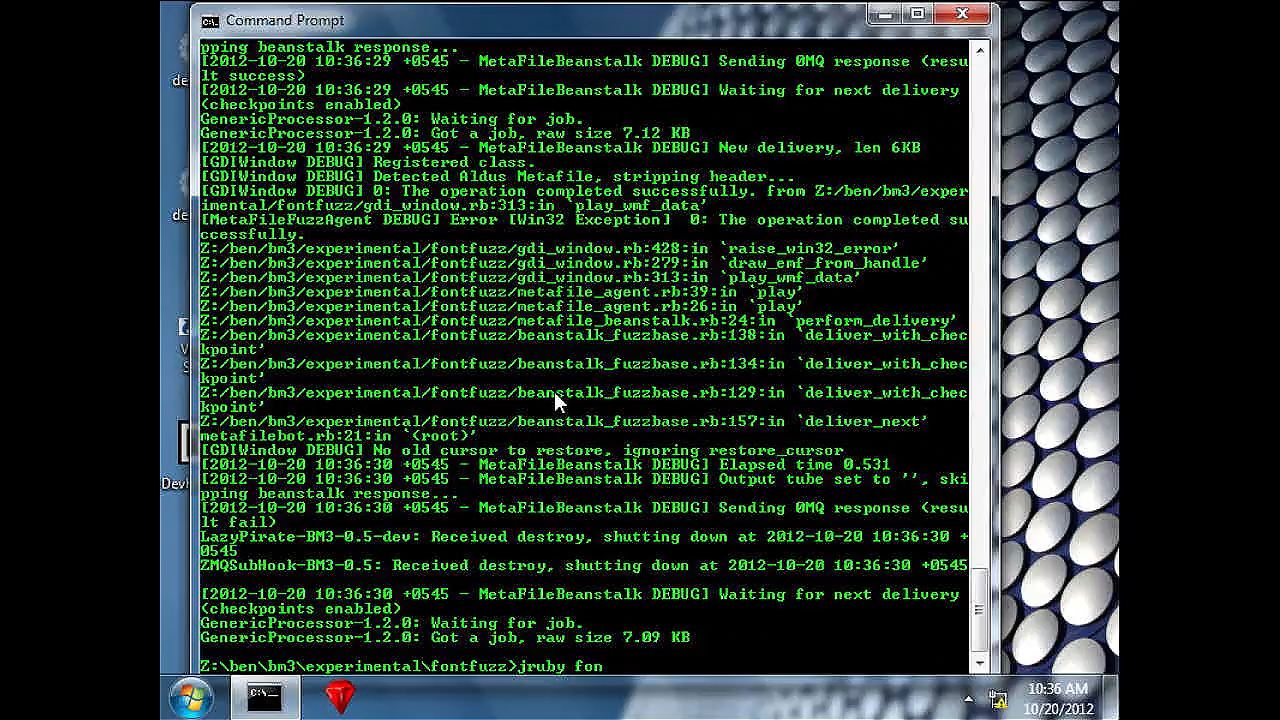 Command Prompt
pping beanstalk response...
[2012-10-20 10:36:29 +0545 - MetaFileBeanstalk DEBUG] Sending 0MQ response (resu
lt success)
[2012-10-20 10:36:29 +0545 - MetaFileBeanstalk DEBUG] Waiting for next delivery
(checkpoints enabled)
GenericProcessor-1.2.0: Waiting for job.
GenericProcessor-1.2.0: Got a job, raw size 7.12 KB
[2012-10-20 10:36:29 +0545 - MetaFileBeanstalk DEBUG] New delivery, len 6KB
[GDIWindow DEBUG] Registered class.
[GDIWindow DEBUG] Detected Aldus Metafile, stripping header...
[GDIWindow DEBUG] 0: The operation completed successfully. from Z:/ben/bm3/exper
imental/fontfuzz/gdi_window.rb:313:in `play_wmf_data'
[MetaFileFuzzAgent DEBUG] Error [Win32 Exception]  0: The operation completed su
ccessfully.
Z:/ben/bm3/experimental/fontfuzz/gdi_window.rb:428:in `raise_win32_error'
Z:/ben/bm3/experimental/fontfuzz/gdi_window.rb:279:in `draw_emf_from_handle'
Z:/ben/bm3/experimental/fontfuzz/gdi_window.rb:313:in `play_wmf_data'
Z:/ben/bm3/experimental/fontfuzz/metafile_agent.rb:39:in `play'
Z:/ben/bm3/experimental/fontfuzz/metafile_agent.rb:26:in `play'
Z:/ben/bm3/experimental/fontfuzz/metafile_beanstalk.rb:24:in `perform_delivery'
Z:/ben/bm3/experimental/fontfuzz/beanstalk_fuzzbase.rb:138:in `deliver_with_chec
kpoint'
Z:/ben/bm3/experimental/fontfuzz/beanstalk_fuzzbase.rb:134:in `deliver_with_chec
kpoint'
Z:/ben/bm3/experimental/fontfuzz/beanstalk_fuzzbase.rb:129:in `deliver_with_chec
kpoint'
Z:/ben/bm3/experimental/fontfuzz/beanstalk_fuzzbase.rb:157:in `deliver_next'
metafilebot.rb:21:in `(root)'
[GDIWindow DEBUG] No old cursor to restore, ignoring restore_cursor
[2012-10-20 10:36:30 +0545 - MetaFileBeanstalk DEBUG] Elapsed time 0.531
[2012-10-20 10:36:30 +0545 - MetaFileBeanstalk DEBUG] Output tube set to '', ski
pping beanstalk response...
[2012-10-20 10:36:30 +0545 - MetaFileBeanstalk DEBUG] Sending 0MQ response (resu
lt fail)
LazyPirate-BM3-0.5-dev: Received destroy, shutting down at 2012-10-20 10:36:30 +
0545
ZMQSubHook-BM3-0.5: Received destroy, shutting down at 2012-10-20 10:36:30 +0545
[2012-10-20 10:36:30 +0545 - MetaFileBeanstalk DEBUG] Waiting for next delivery
(checkpoints enabled)
GenericProcessor-1.2.0: Waiting for job.
GenericProcessor-1.2.0: Got a job, raw size 7.09 KB
Z:\ben\bm3\experimental\fontfuzz>jruby fon
10:36 AM
10/20/2012